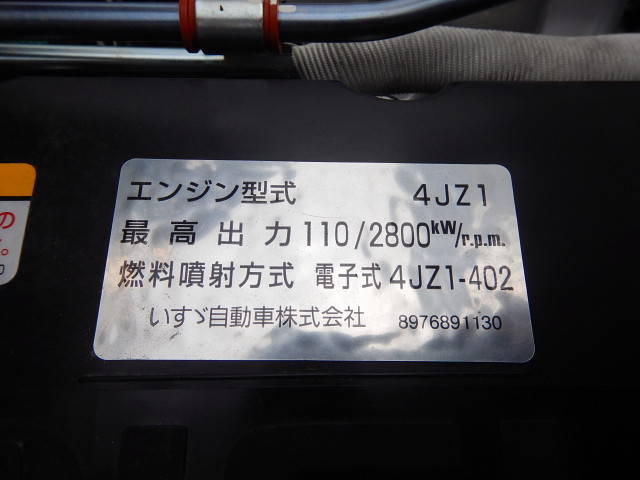 エンジン型式 4JZ1
最高出力 110/2800kW/r.p.m.
燃料噴射方式 電子式 4JZ1-402
いすゞ自動車株式会社 8976891130
の
。